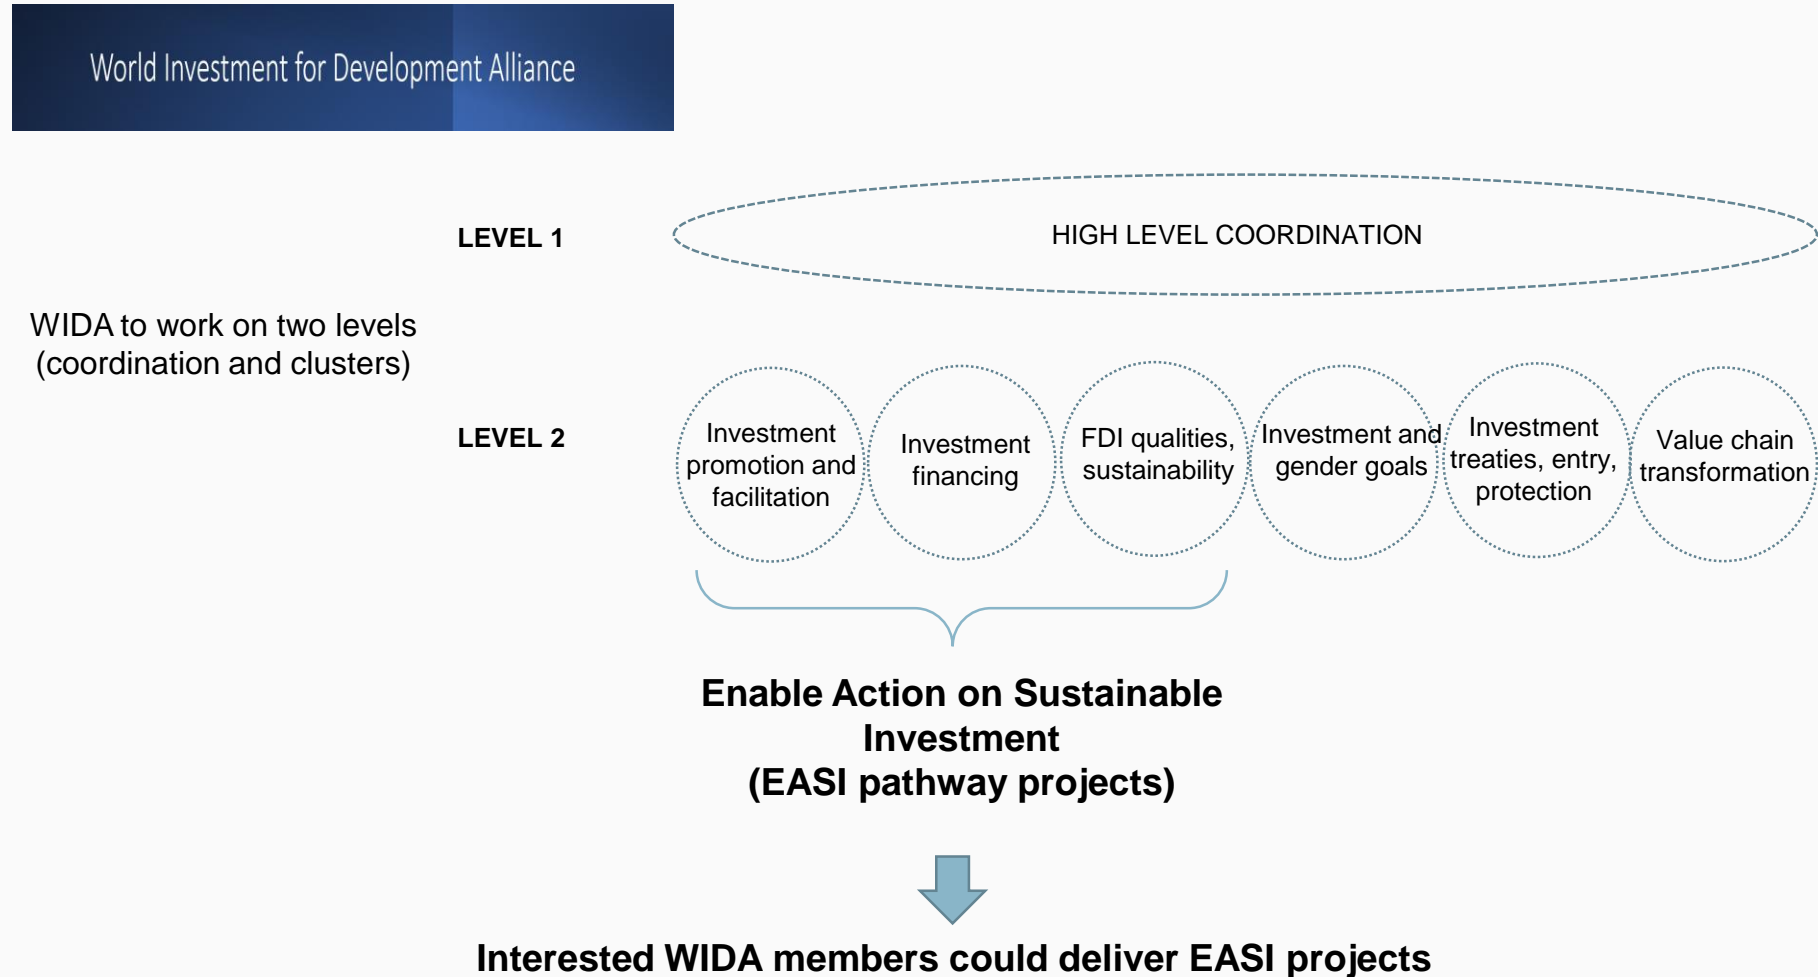 World Investment for Development Alliance
LEVEL 1
HIGH LEVEL COORDINATION
WIDA to work on two levels
(coordination and clusters)
LEVEL 2
Investment
promotion and
facilitation
Investment
financing
FDI qualities,
sustainability
Investment and
gender goals
Investment
treaties, entry,
protection
Value chain
transformation
Enable Action on Sustainable
Investment
(EASI pathway projects)
Interested WIDA members could deliver EASI projects